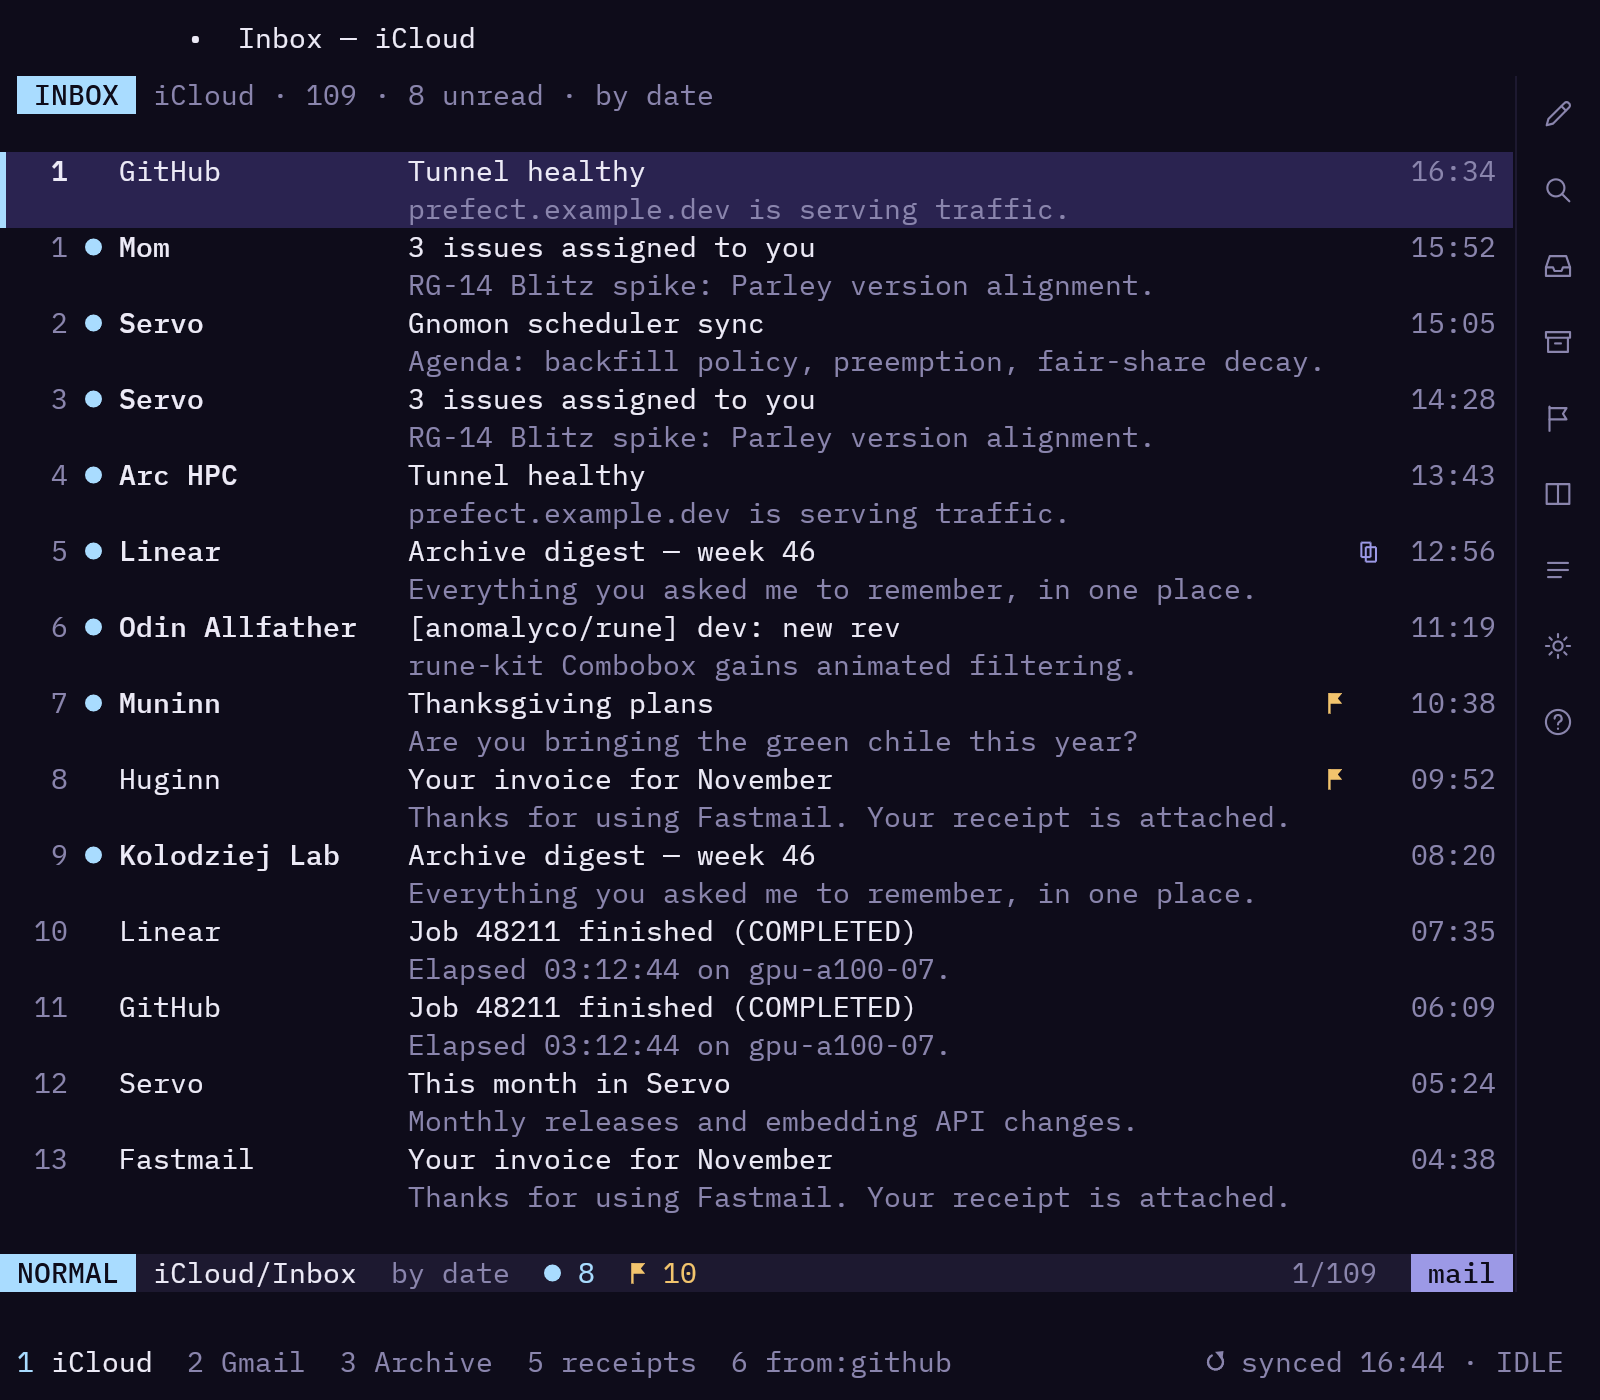 • Inbox — iCloud
INBOX iCloud · 109 · 8 unread · by date
1 GitHub Tunnel healthy 16:34
prefect.example.dev is serving traffic.
1 Mom 3 issues assigned to you 15:52
RG-14 Blitz spike: Parley version alignment.
2 Servo Gnomon scheduler sync 15:05
Agenda: backfill policy, preemption, fair-share decay.
3 Servo 3 issues assigned to you 14:28
RG-14 Blitz spike: Parley version alignment.
4 Arc HPC Tunnel healthy 13:43
prefect.example.dev is serving traffic.
5 Linear Archive digest — week 46 12:56
Everything you asked me to remember, in one place.
6 Odin Allfather [anomalyco/rune] dev: new rev 11:19
rune-kit Combobox gains animated filtering.
7 Muninn Thanksgiving plans 10:38
Are you bringing the green chile this year?
8 Huginn Your invoice for November 09:52
Thanks for using Fastmail. Your receipt is attached.
9 Kolodziej Lab Archive digest — week 46 08:20
Everything you asked me to remember, in one place.
10 Linear Job 48211 finished (COMPLETED) 07:35
Elapsed 03:12:44 on gpu-a100-07.
11 GitHub Job 48211 finished (COMPLETED) 06:09
Elapsed 03:12:44 on gpu-a100-07.
12 Servo This month in Servo 05:24
Monthly releases and embedding API changes.
13 Fastmail Your invoice for November 04:38
Thanks for using Fastmail. Your receipt is attached.
NORMAL iCloud/Inbox by date 8 10 1/109 mail
1 iCloud 2 Gmail 3 Archive 5 receipts 6 from:github synced 16:44 · IDLE